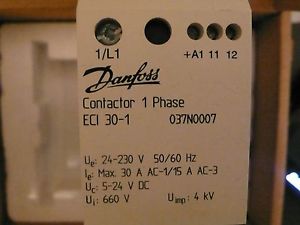 1/L1 +A1 11 12
Danfoss
Contactor 1 Phase
ECI 30-1 037N0007
Ue: 24-230 V 50/60 Hz
Ie: Max. 30 A AC-1/15 A AC-3
Uc: 5-24 V DC
Ui: 660 V Uimp: 4 kV